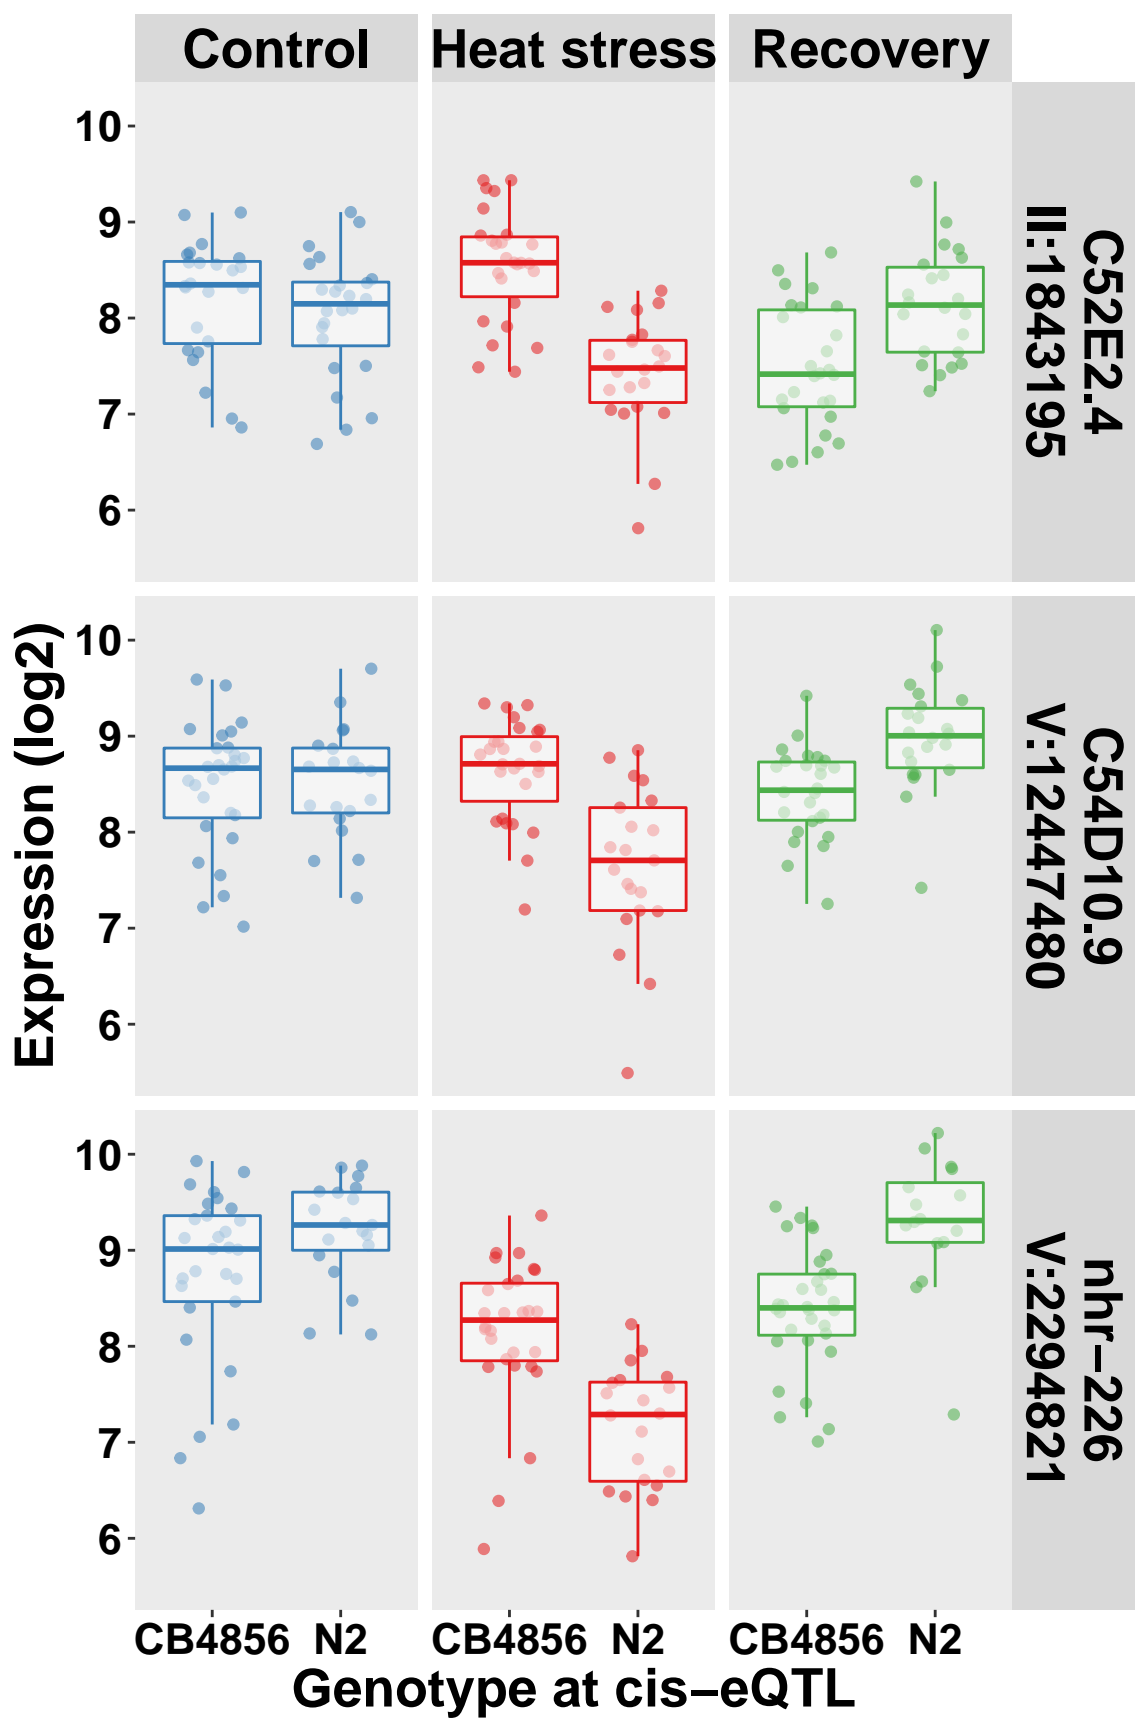 Control
Heat stress
Recovery
10
9
8
7
6
C52E2.4
II:1843195
Expression (log2)
10
9
8
7
6
C54D10.9
V:12447480
10
9
8
7
6
nhr−226
V:2294821
CB4856 N2
CB4856 N2
CB4856 N2
Genotype at cis−eQTL